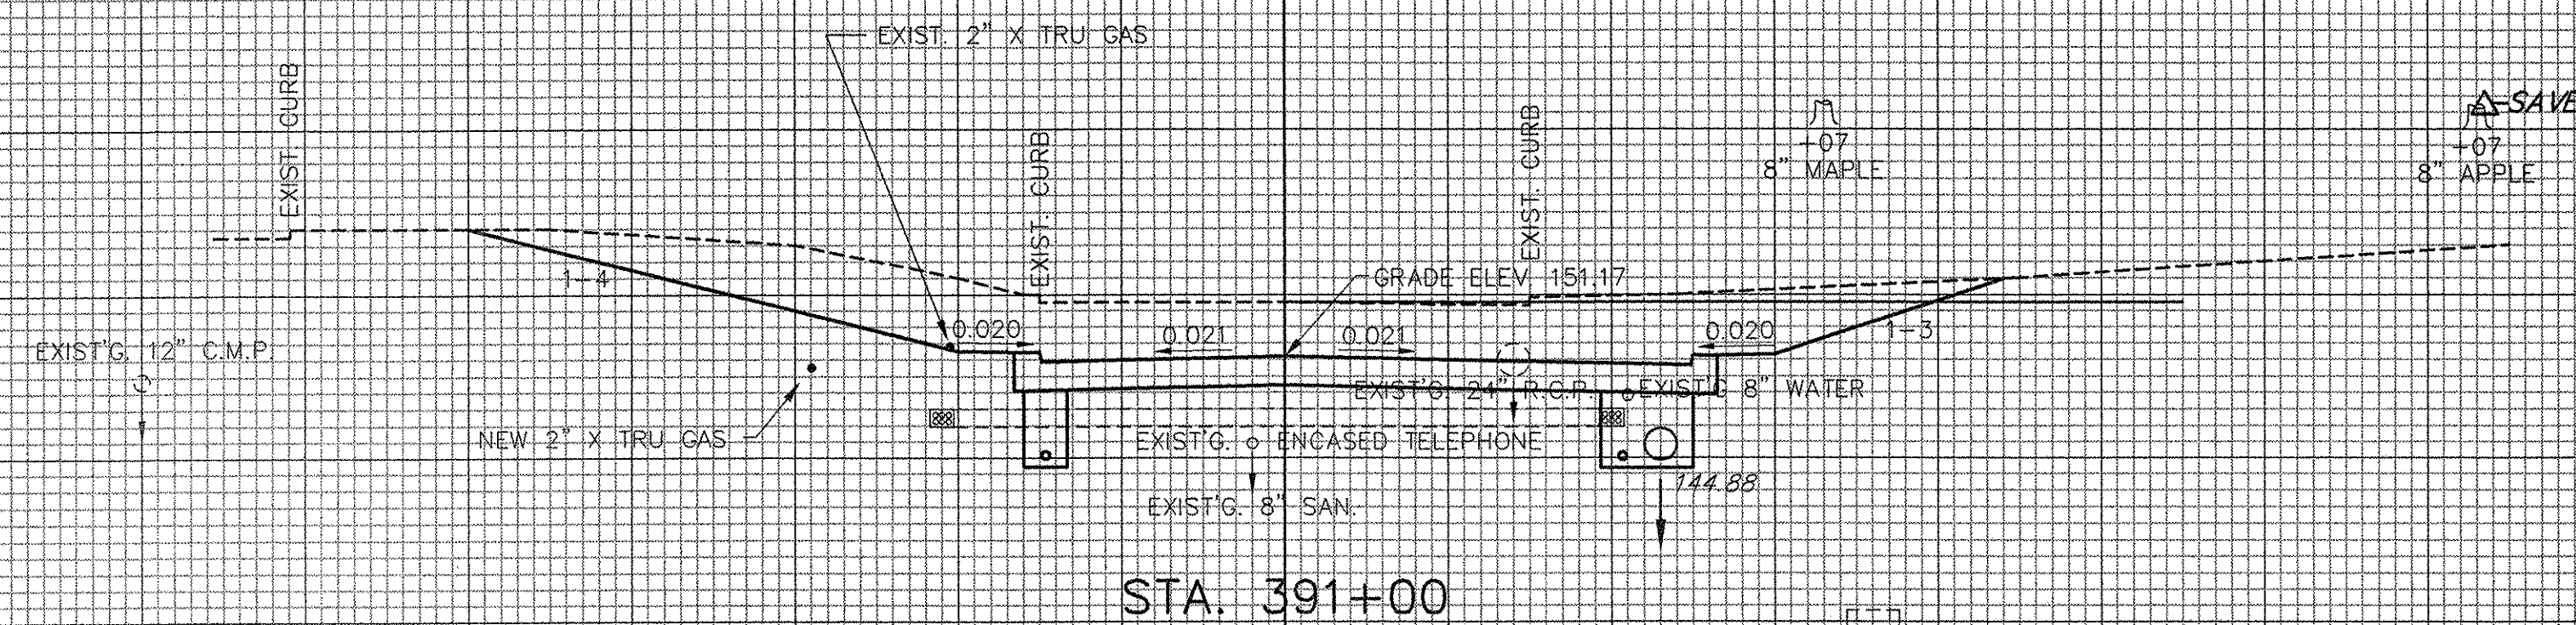 EXIST. 2" X TRU GAS
EXIST CURB
EXIST. CURB
EXIST. CURB
+07
8" MAPLE
SAVE
+07
8" APPLE
1-4
GRADE ELEV 151.17
0.020
0.021
0.021
0.020
1-3
EXIST'G. 12" C.M.P.
EXIST'G. 24" R.C.P.
EXIST'G 8" WATER
NEW 2" X TRU GAS
EXIST'G. ENCASED TELEPHONE
144.88
EXIST'G. 8" SAN.
STA. 391+00